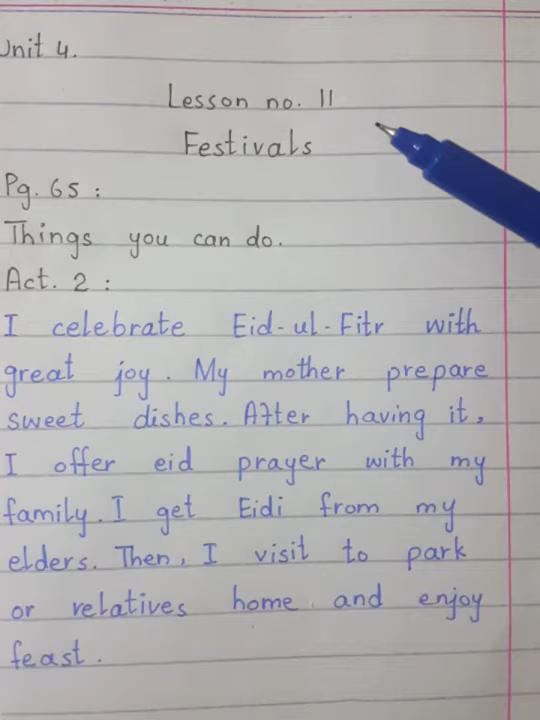 Unit 4.
Lesson no. 11
Festivals
Pg. 65 :
Things you can do.
Act. 2 :
I celebrate Eid-ul-Fitr with
great joy. My mother prepare
sweet dishes. After having it,
I offer eid prayer with my
family. I get Eidi from my
elders. Then, I visit to park
or relatives home and enjoy
feast.